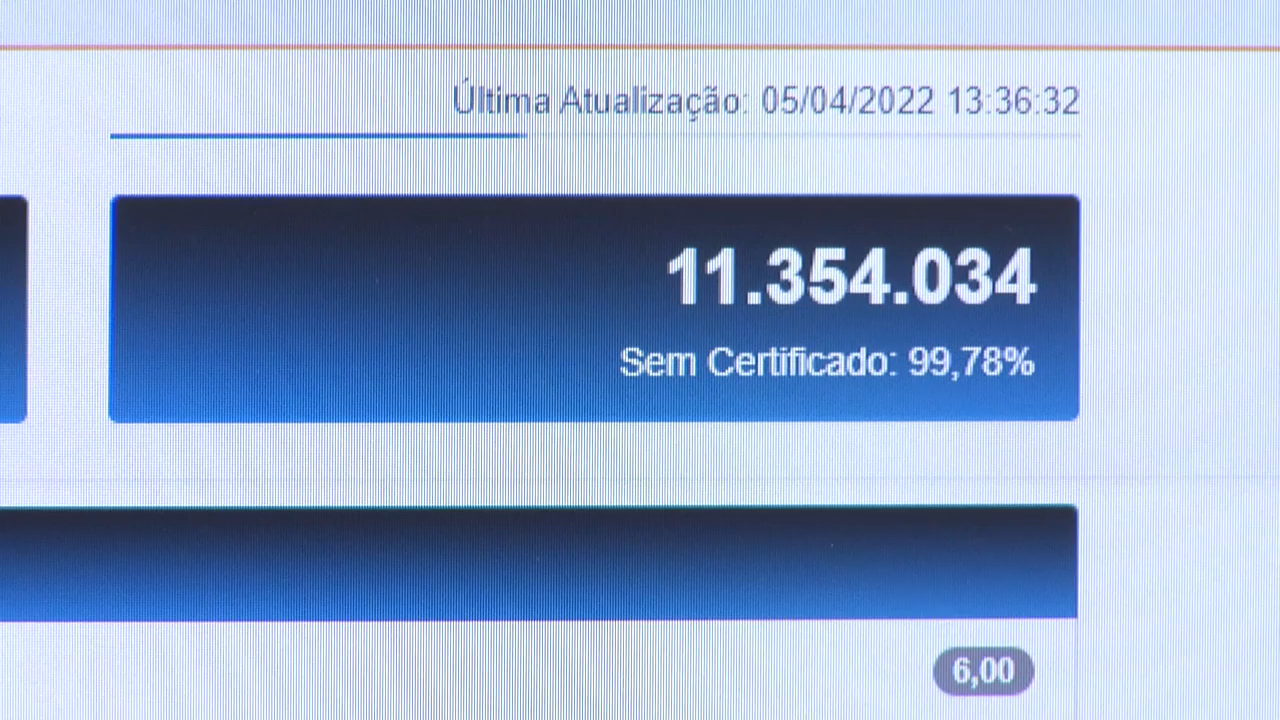 Última Atualização: 05/04/2022 13:36:32
11.354.034
Sem Certificado: 99,78%
6,00